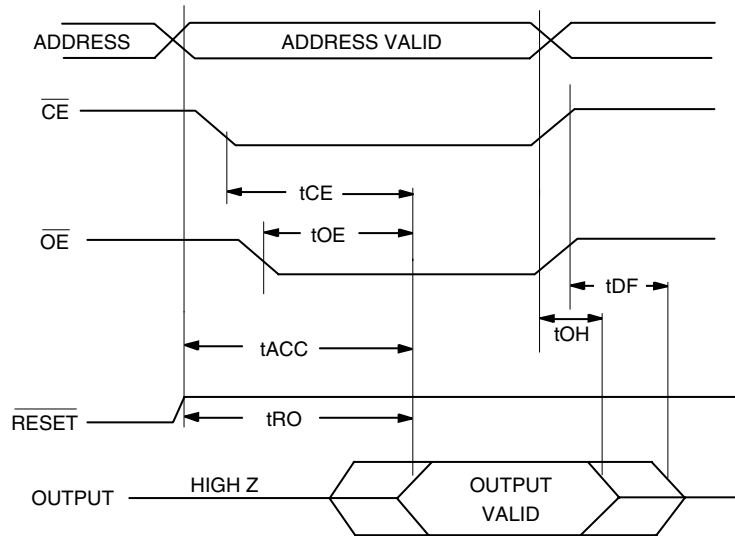 ADDRESS
ADDRESS VALID
CE
tCE
OE
tOE
tDF
tOH
tACC
RESET
tRO
OUTPUT
HIGH Z
OUTPUT
VALID